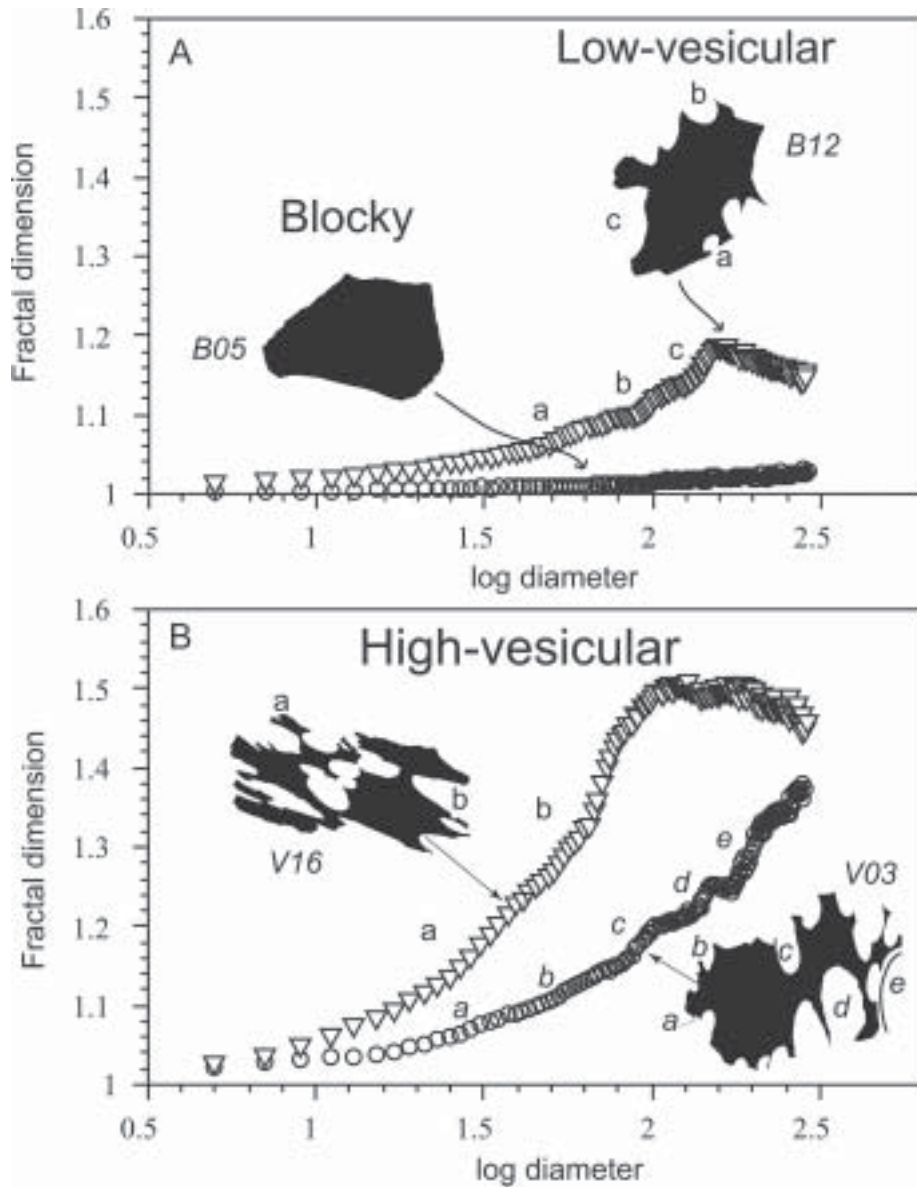 A
Low-vesicular
b
B12
c
a
Blocky
B05
a
b
c
Fractal dimension
1.6
1.5
1.4
1.3
1.2
1.1
1
0.5
1
1.5
2
2.5
log diameter
B
High-vesicular
a
b
V16
a
b
a
b
c
d
e
V03
b
c
a
d
e
Fractal dimension
1.6
1.5
1.4
1.3
1.2
1.1
1
0.5
1
1.5
2
2.5
log diameter